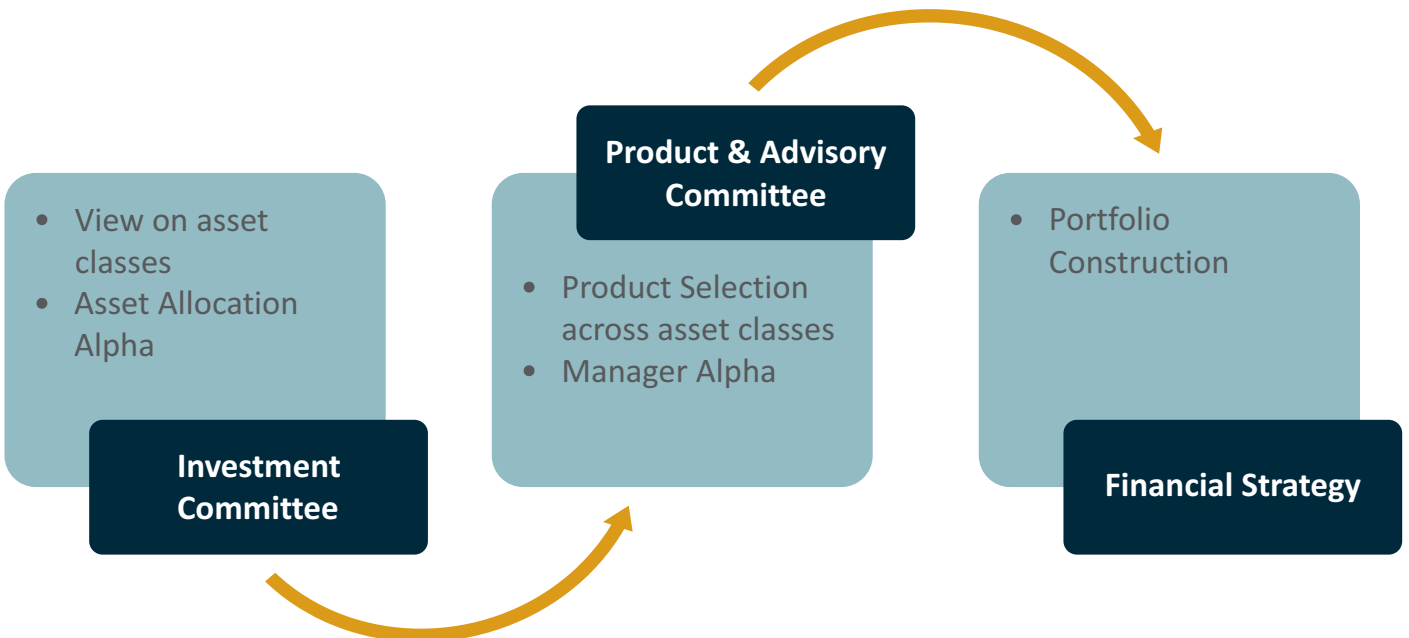 • View on asset
classes
• Asset Allocation
Alpha
Investment
Committee
Product & Advisory
Committee
• Product Selection
across asset classes
• Manager Alpha
• Portfolio
Construction
Financial Strategy